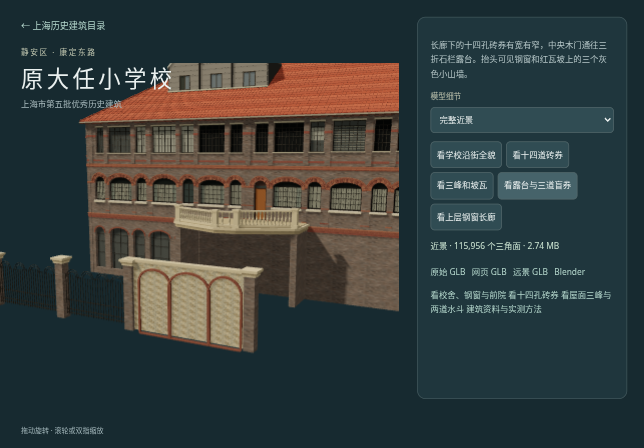 ← 上海历史建筑目录
静安区 · 康定东路
原大任小学校
上海市第五批优秀历史建筑
长廊下的十四孔砖券有宽有窄，中央木门通往三
折石栏露台。抬头可见钢窗和红瓦坡上的三个灰
色小山墙。
模型细节
完整近景
看学校沿街全貌
看十四道砖券
看三峰和坡瓦
看露台与三道盲券
看上层钢窗长廊
近景 · 115,956 个三角面 · 2.74 MB
原始 GLB 网页 GLB 远景 GLB Blender
看校舍、钢窗与前院 看十四孔砖券 看屋面三峰与
两道水斗 建筑资料与实测方法
拖动旋转 · 滚轮或双指缩放